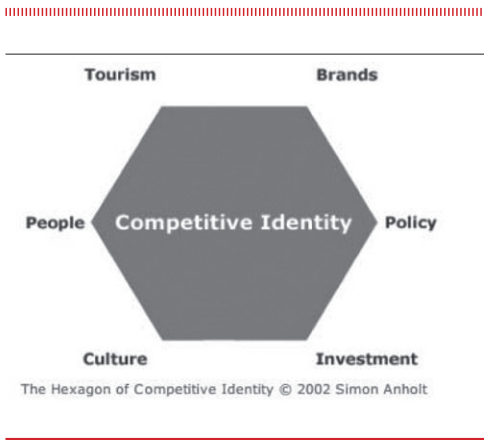 Tourism Brands
People Competitive Identity Policy
Culture Investment
The Hexagon of Competitive Identity © 2002 Simon Anholt